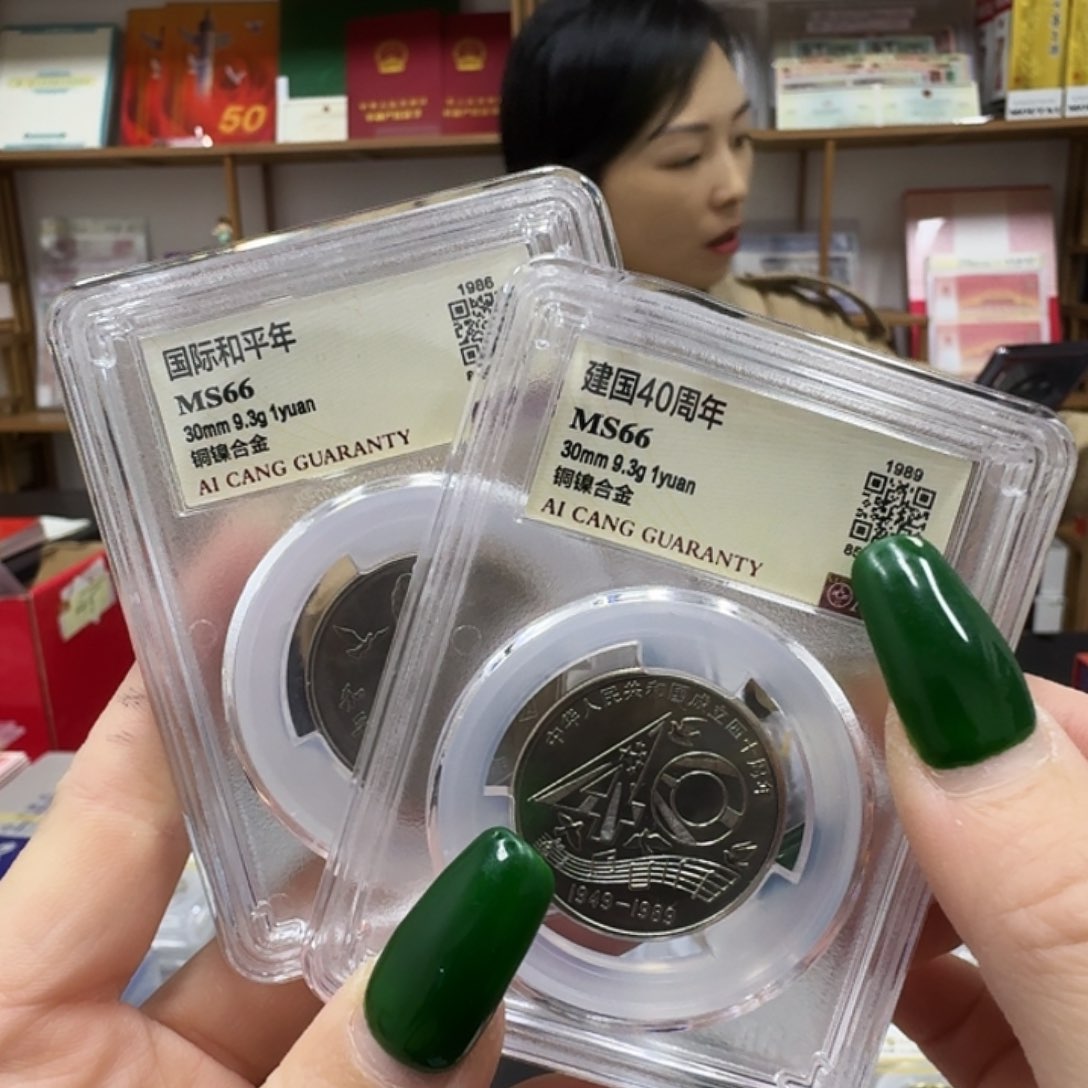 50
国际和平年
1986
MS66
30mm 9.3g 1yuan
铜镍合金
AI CANG GUARANTY
建国40周年
MS66
1989
30mm 9.3g 1yuan
铜镍合金
AI CANG GUARANTY
中华人民共和国成立四十周年
40
1949-1989